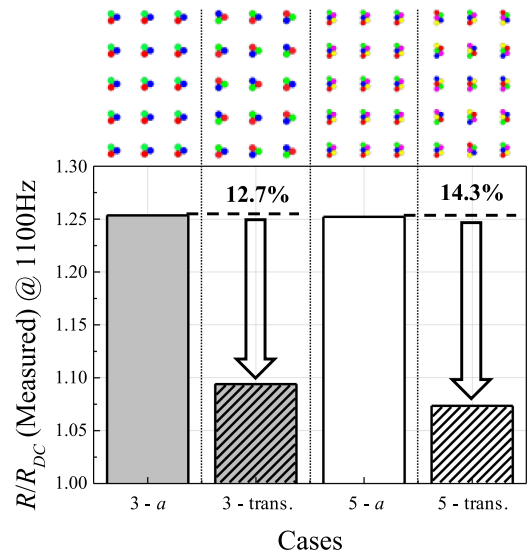 1.30
1.25
1.20
1.15
1.10
1.05
1.00
R/R_DC (Measured) @ 1100Hz
12.7%
14.3%
3 - a
3 - trans.
5 - a
5 - trans.
Cases